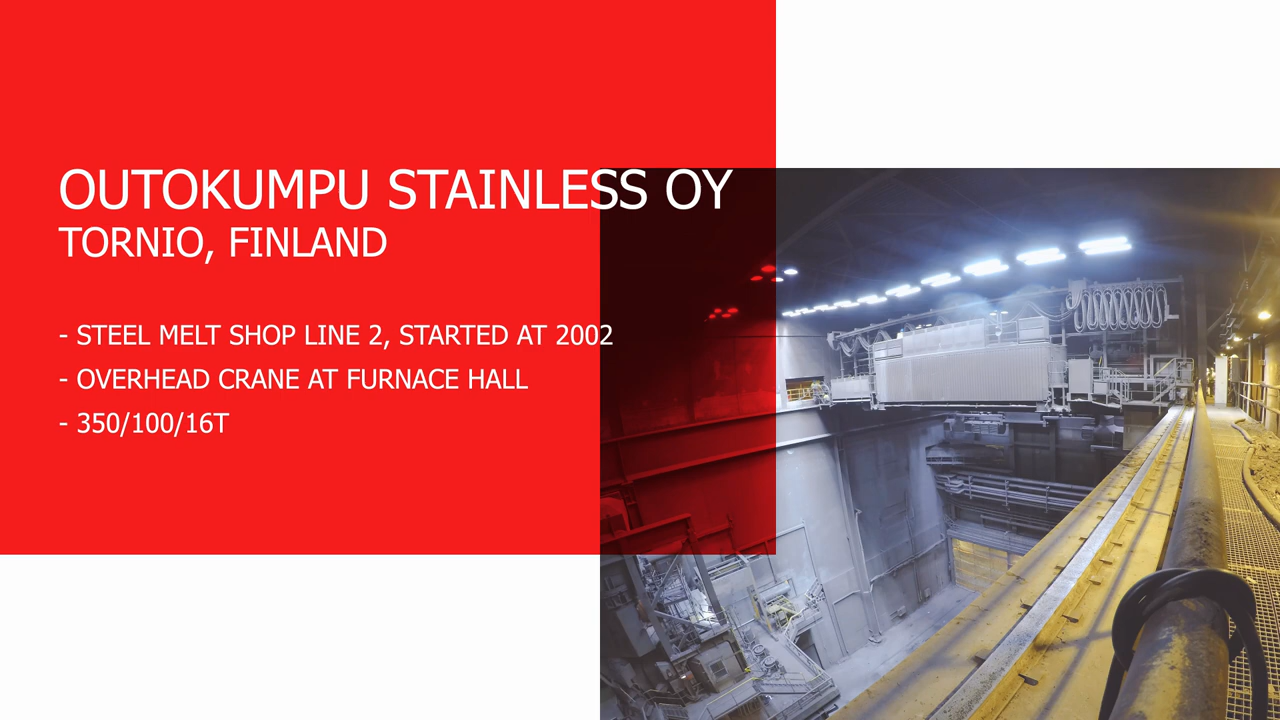 OUTOKUMPU STAINLESS OY
TORNIO, FINLAND
- STEEL MELT SHOP LINE 2, STARTED AT 2002
- OVERHEAD CRANE AT FURNACE HALL
- 350/100/16T